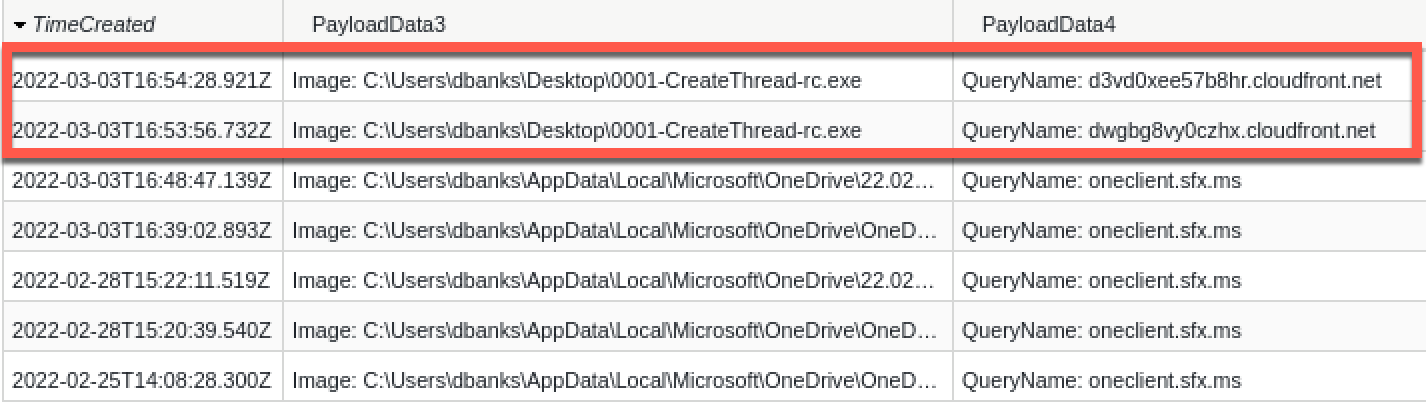 TimeCreated PayloadData3 PayloadData4
2022-03-03T16:54:28.921Z Image: C:\Users\dbanks\Desktop\0001-CreateThread-rc.exe QueryName: d3vd0xee57b8hr.cloudfront.net
2022-03-03T16:53:56.732Z Image: C:\Users\dbanks\Desktop\0001-CreateThread-rc.exe QueryName: dwgbg8vy0czhx.cloudfront.net
2022-03-03T16:48:47.139Z Image: C:\Users\dbanks\AppData\Local\Microsoft\OneDrive\22.02... QueryName: oneclient.sfx.ms
2022-03-03T16:39:02.893Z Image: C:\Users\dbanks\AppData\Local\Microsoft\OneDrive\OneD... QueryName: oneclient.sfx.ms
2022-02-28T15:22:11.519Z Image: C:\Users\dbanks\AppData\Local\Microsoft\OneDrive\22.02... QueryName: oneclient.sfx.ms
2022-02-28T15:20:39.540Z Image: C:\Users\dbanks\AppData\Local\Microsoft\OneDrive\OneD... QueryName: oneclient.sfx.ms
2022-02-25T14:08:28.300Z Image: C:\Users\dbanks\AppData\Local\Microsoft\OneDrive\OneD... QueryName: oneclient.sfx.ms